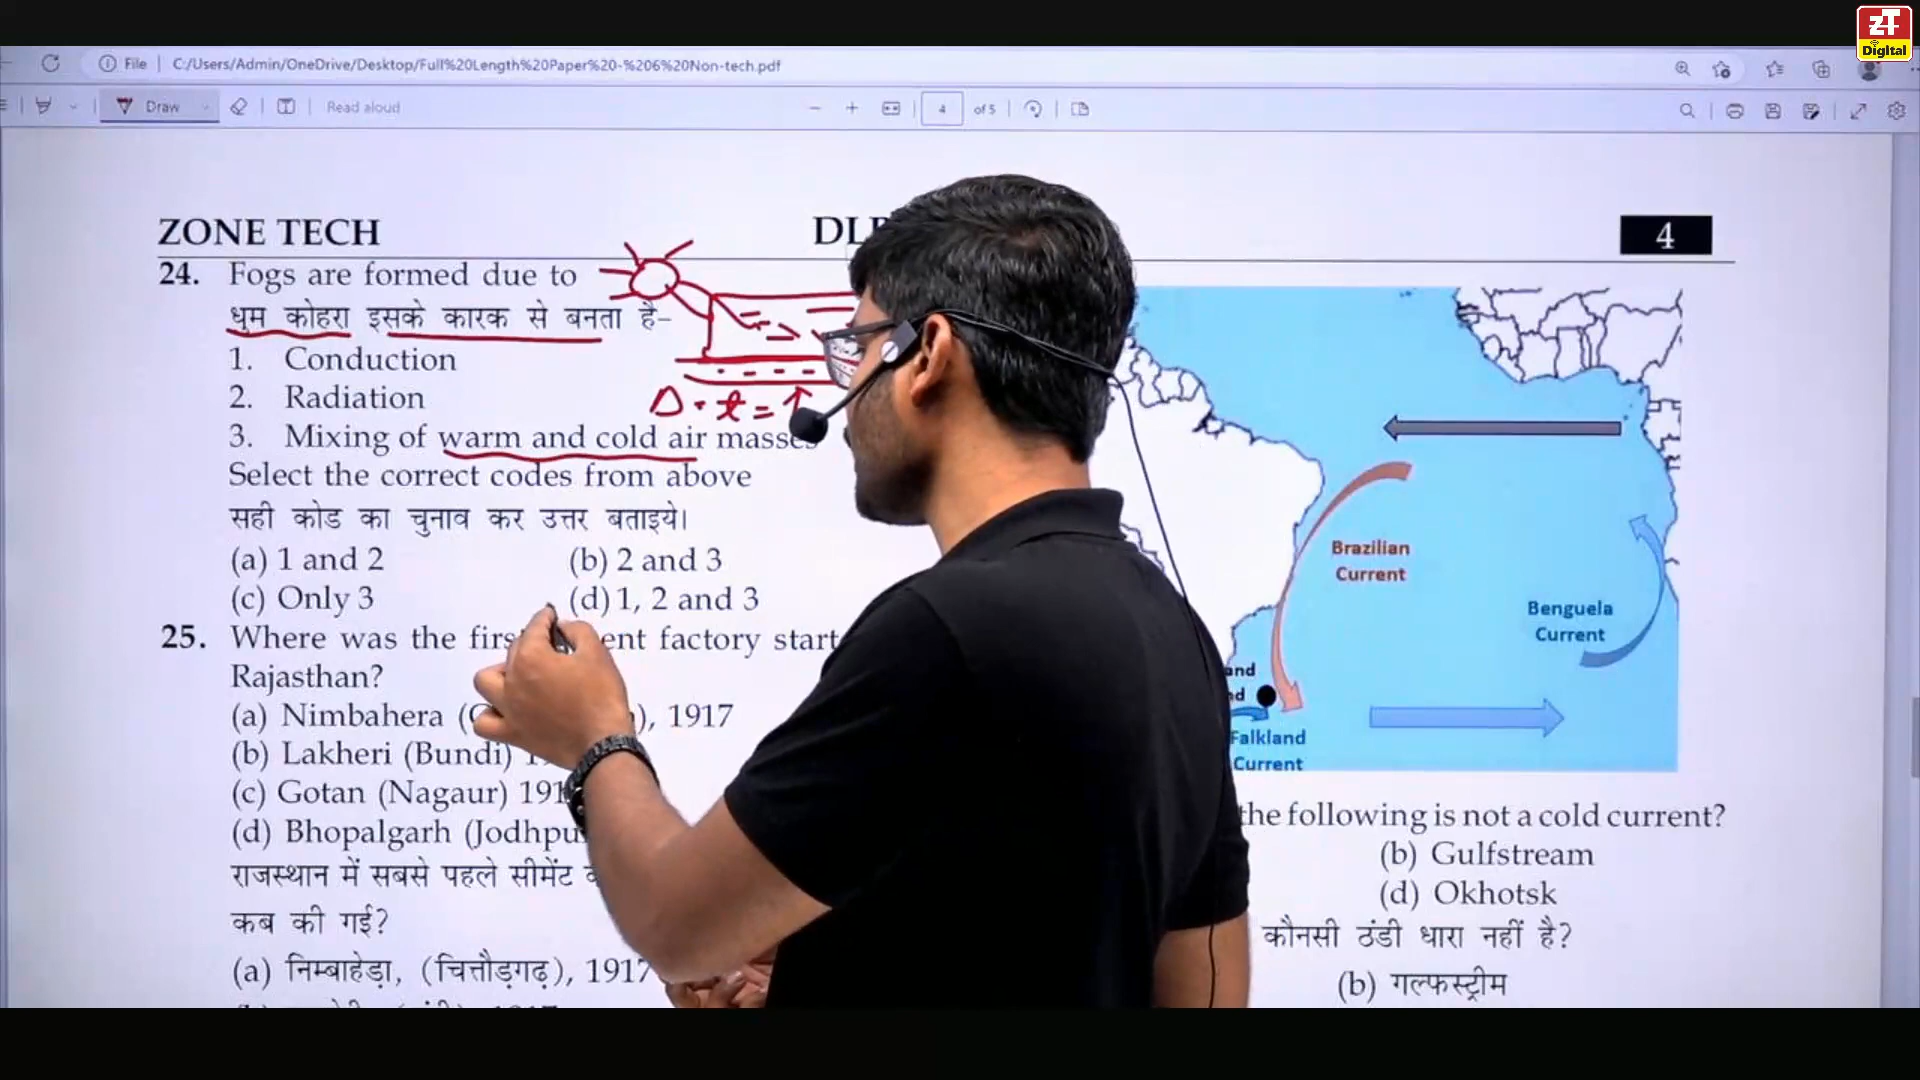 ZT
Digital
File
C:/Users/Admin/OneDrive/Desktop/Full%20Length%20Paper%20-%206%20Non-tech.pdf
Draw
Read aloud
4 of 5
ZONE TECH
4
24. Fogs are formed due to
धुम कोहरा इसके कारक से बनता है–
1. Conduction
2. Radiation
3. Mixing of warm and cold air masses
Select the correct codes from above
सही कोड का चुनाव कर उत्तर बताइये।
(a) 1 and 2 (b) 2 and 3
(c) Only 3 (d) 1, 2 and 3
25. Where was the factory
Rajasthan?
(a) Nimbahera 1917
(b) Lakheri (Bundi)
(c) Gotan (Nagaur)
(d) Bhopalgarh
राजस्थान में सबसे पहले सीमेंट
कब की गई?
(a) निम्बाहेड़ा, (चित्तौड़गढ़), 1917
Brazilian
Current
Benguela
Current
Falkland
Current
the following is not a cold current?
(b) Gulfstream
(d) Okhotsk
कौनसी ठंडी धारा नहीं है?
(b) गल्फस्ट्रीम